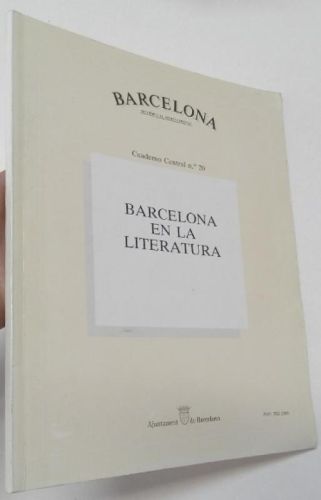 BARCELONA
Cuaderno Central n.º 20
BARCELONA
EN LA
LITERATURA
Ajuntament de Barcelona